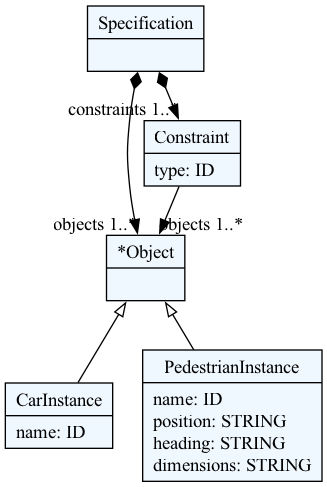 Specification
constraints 1..*
Constraint
type: ID
objects 1..*
objects 1..*
*Object
CarInstance
name: ID
PedestrianInstance
name: ID
position: STRING
heading: STRING
dimensions: STRING